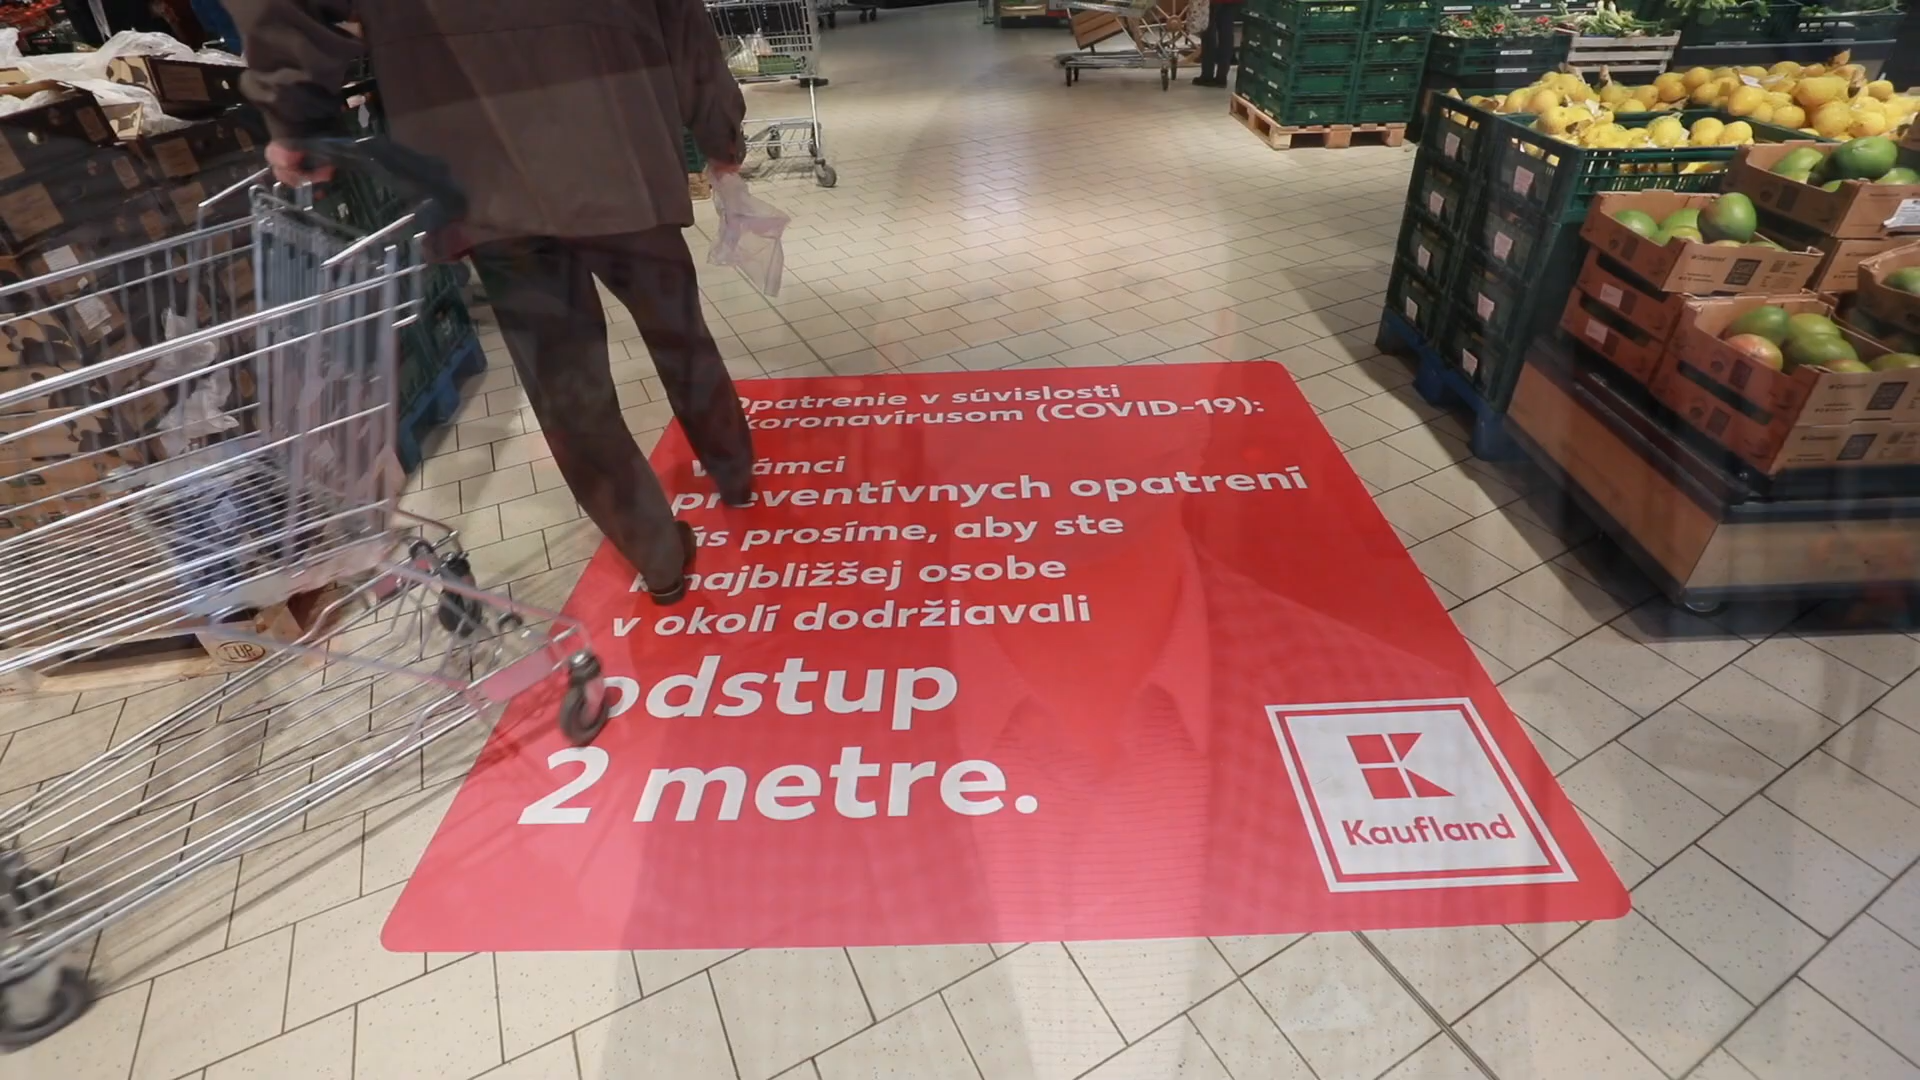 Opatrenie v súvislosti
koronavírusom (COVID-19):
V rámci
preventívnych opatrení
prosíme, aby ste
k najbližšej osobe
v okolí dodržiavali
odstup
2 metre.
Kaufland